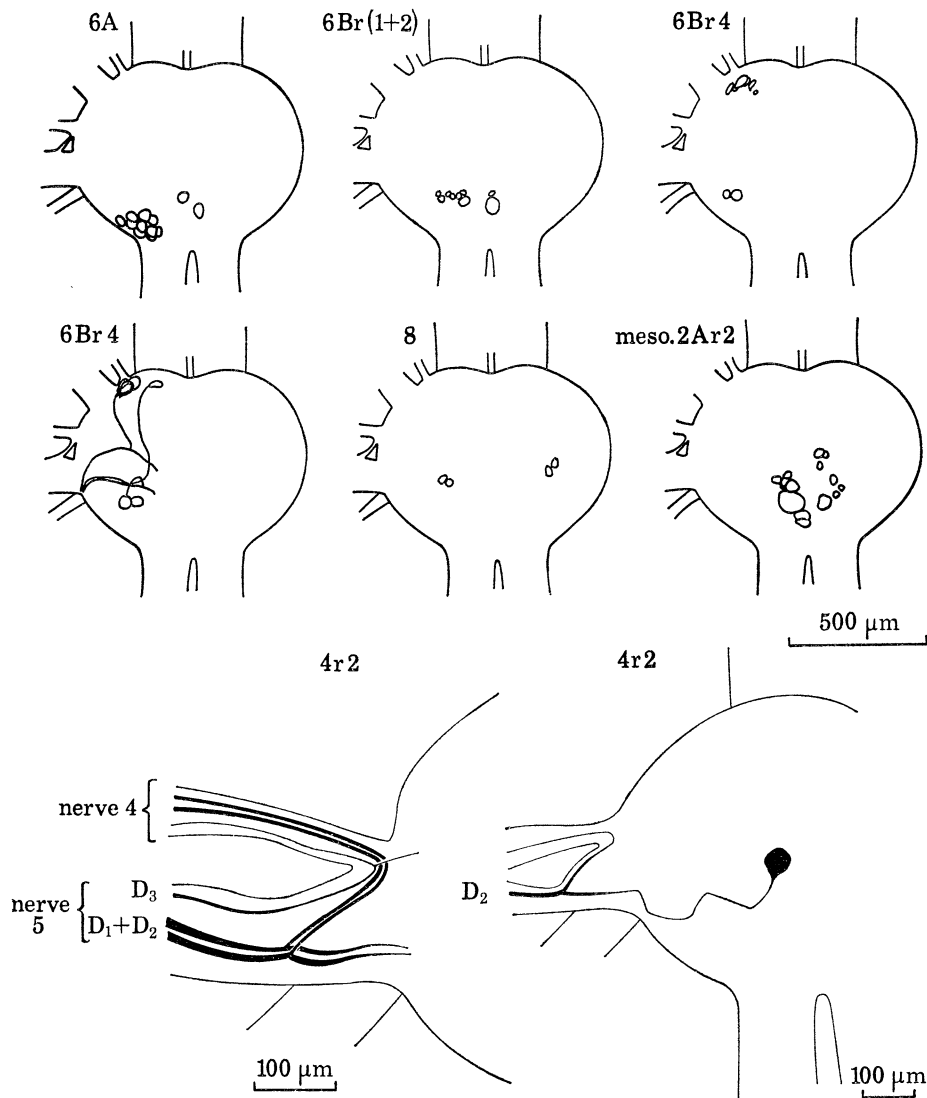 6A
6Br(1+2)
6Br4
6Br4
8
meso.2Ar2
500 μm
4r2
4r2
nerve 4
D₃
nerve 5
D₁+D₂
D₂
100 μm
100 μm